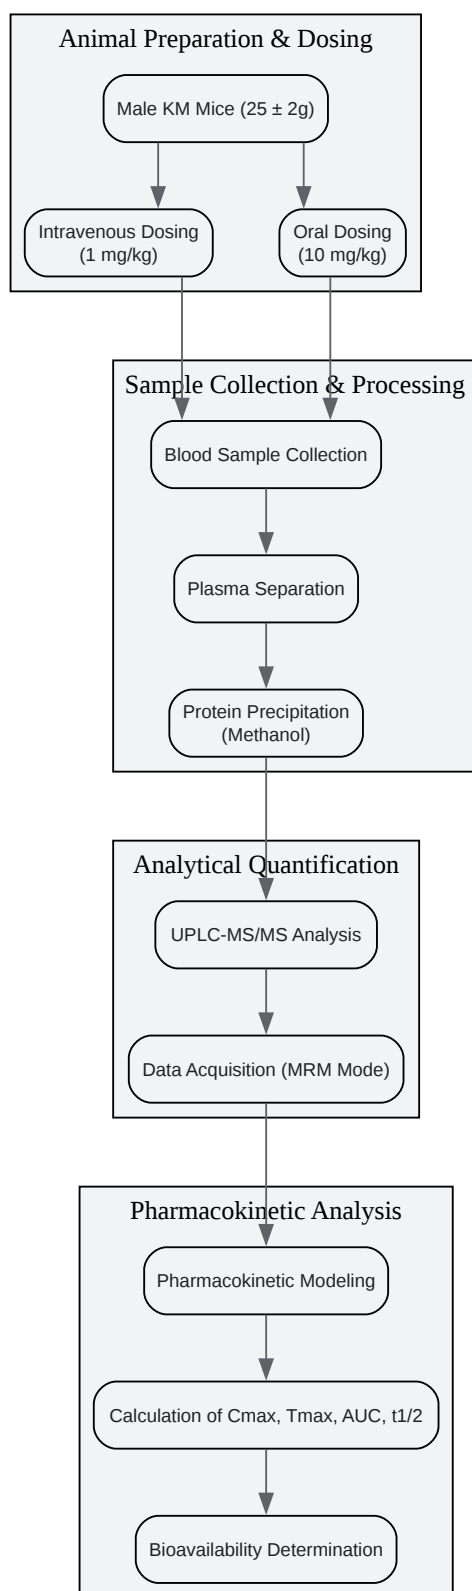 Animal Preparation & Dosing
Male KM Mice (25 ± 2g)
Intravenous Dosing
(1 mg/kg)
Oral Dosing
(10 mg/kg)
Sample Collection & Processing
Blood Sample Collection
Plasma Separation
Protein Precipitation
(Methanol)
Analytical Quantification
UPLC-MS/MS Analysis
Data Acquisition (MRM Mode)
Pharmacokinetic Analysis
Pharmacokinetic Modeling
Calculation of Cmax, Tmax, AUC, t1/2
Bioavailability Determination